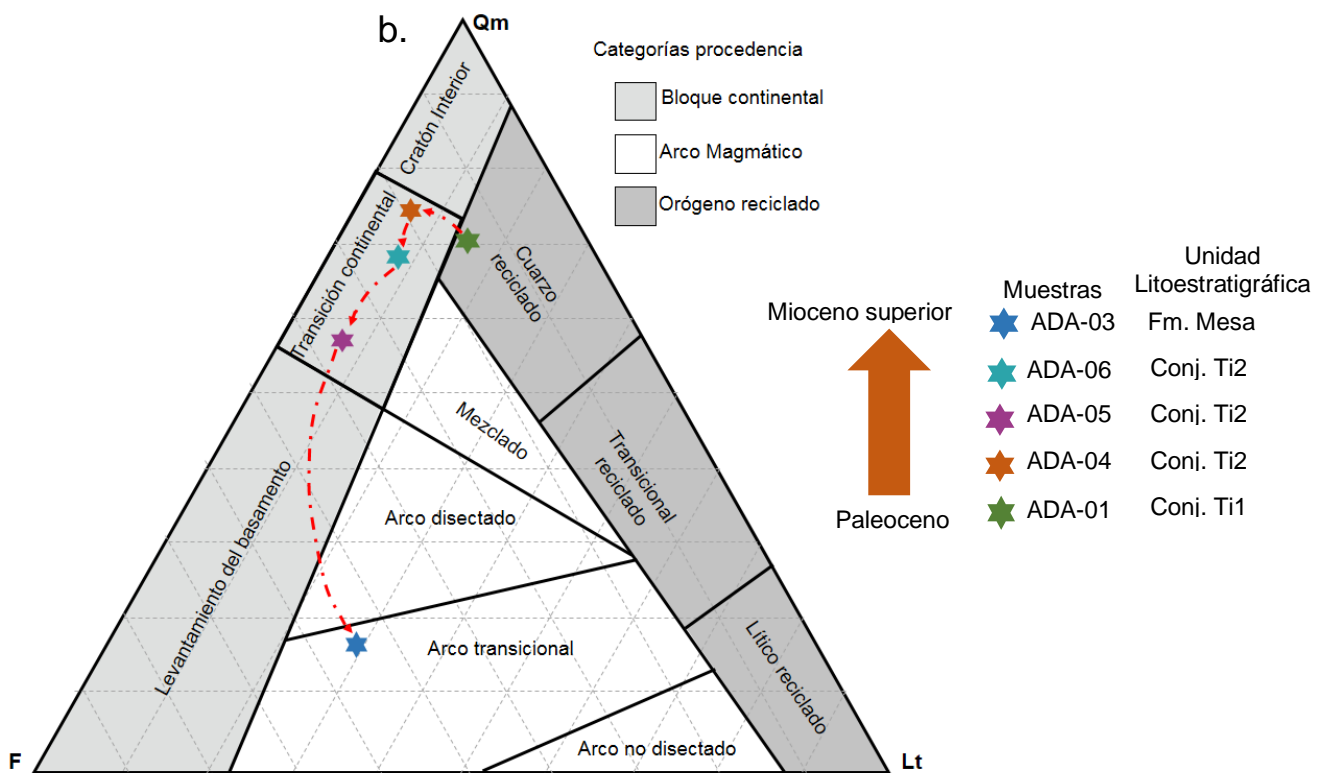 b.
Qm
Categorías procedencia
Bloque continental
Arco Magmático
Orógeno reciclado
Cratón Interior
Transición continental
Cuarzo
reciclado
Levantamiento del basamento
Mezclado
Transicional
reciclado
Arco disectado
Arco transicional
Lítico reciclado
Arco no disectado
F
Lt
Mioceno superior
Paleoceno
Muestras
Unidad
Litoestratigráfica
ADA-03 Fm. Mesa
ADA-06 Conj. Ti2
ADA-05 Conj. Ti2
ADA-04 Conj. Ti2
ADA-01 Conj. Ti1